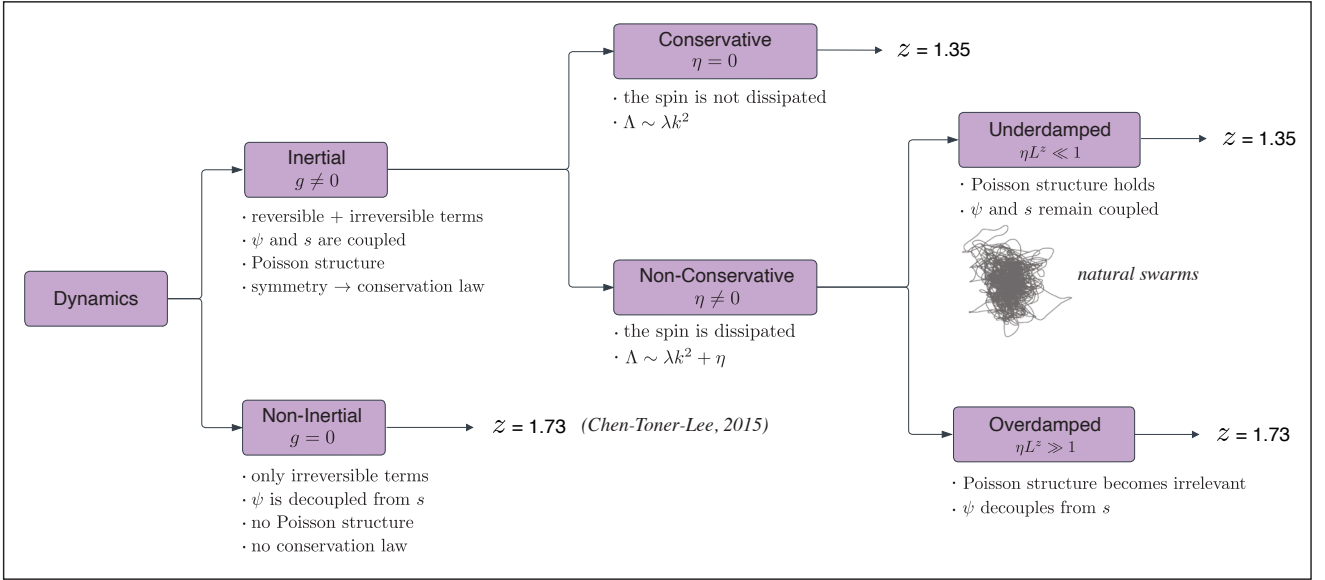 Dynamics
Inertial
g ≠ 0
· reversible + irreversible terms
· ψ and s are coupled
· Poisson structure
· symmetry → conservation law
Non-Inertial
g = 0
· only irreversible terms
· ψ is decoupled from s
· no Poisson structure
· no conservation law
z = 1.73 (Chen-Toner-Lee, 2015)
Conservative
η = 0
· the spin is not dissipated
· Λ ∼ λk²
z = 1.35
Non-Conservative
η ≠ 0
· the spin is dissipated
· Λ ∼ λk² + η
Underdamped
ηLᶻ ≪ 1
· Poisson structure holds
· ψ and s remain coupled
z = 1.35
natural swarms
Overdamped
ηLᶻ ≫ 1
· Poisson structure becomes irrelevant
· ψ decouples from s
z = 1.73